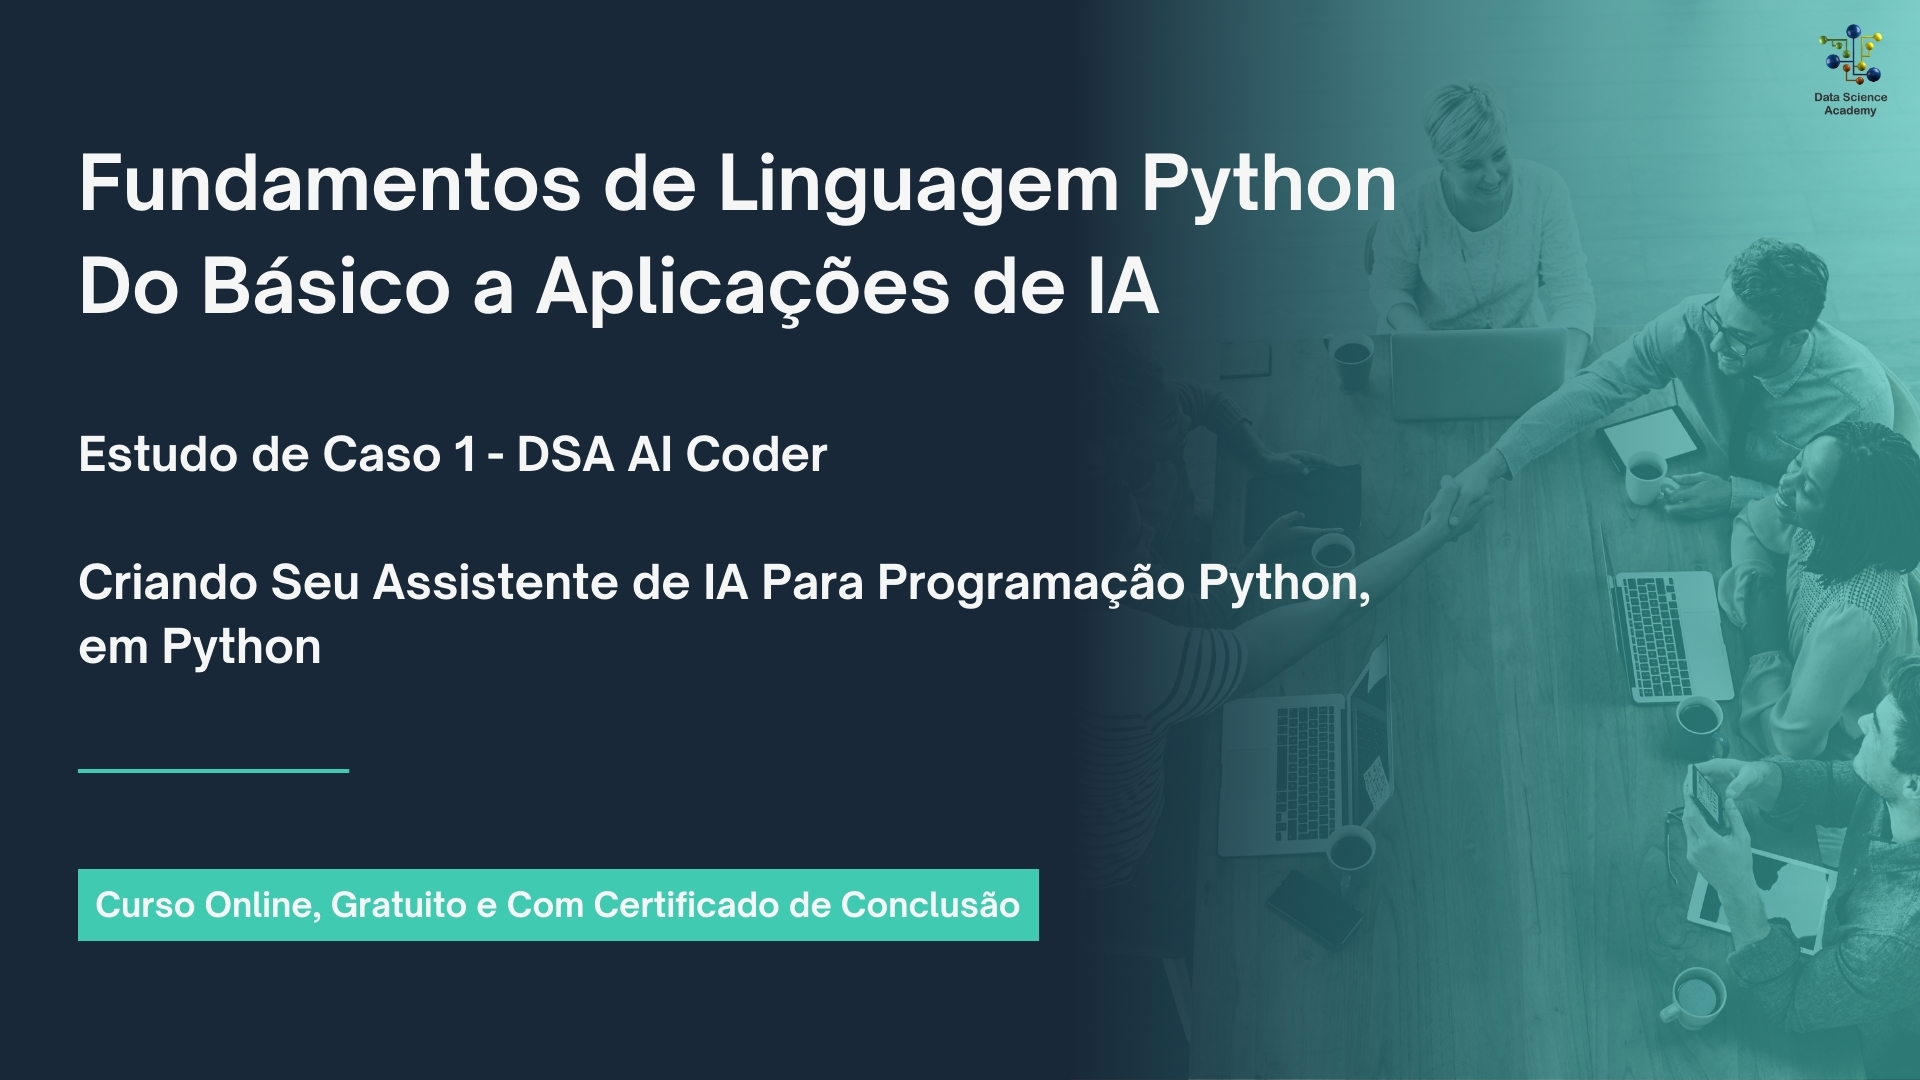 Data Science
Academy
Fundamentos de Linguagem Python
Do Básico a Aplicações de IA
Estudo de Caso 1 - DSA AI Coder
Criando Seu Assistente de IA Para Programação Python,
em Python
Curso Online, Gratuito e Com Certificado de Conclusão